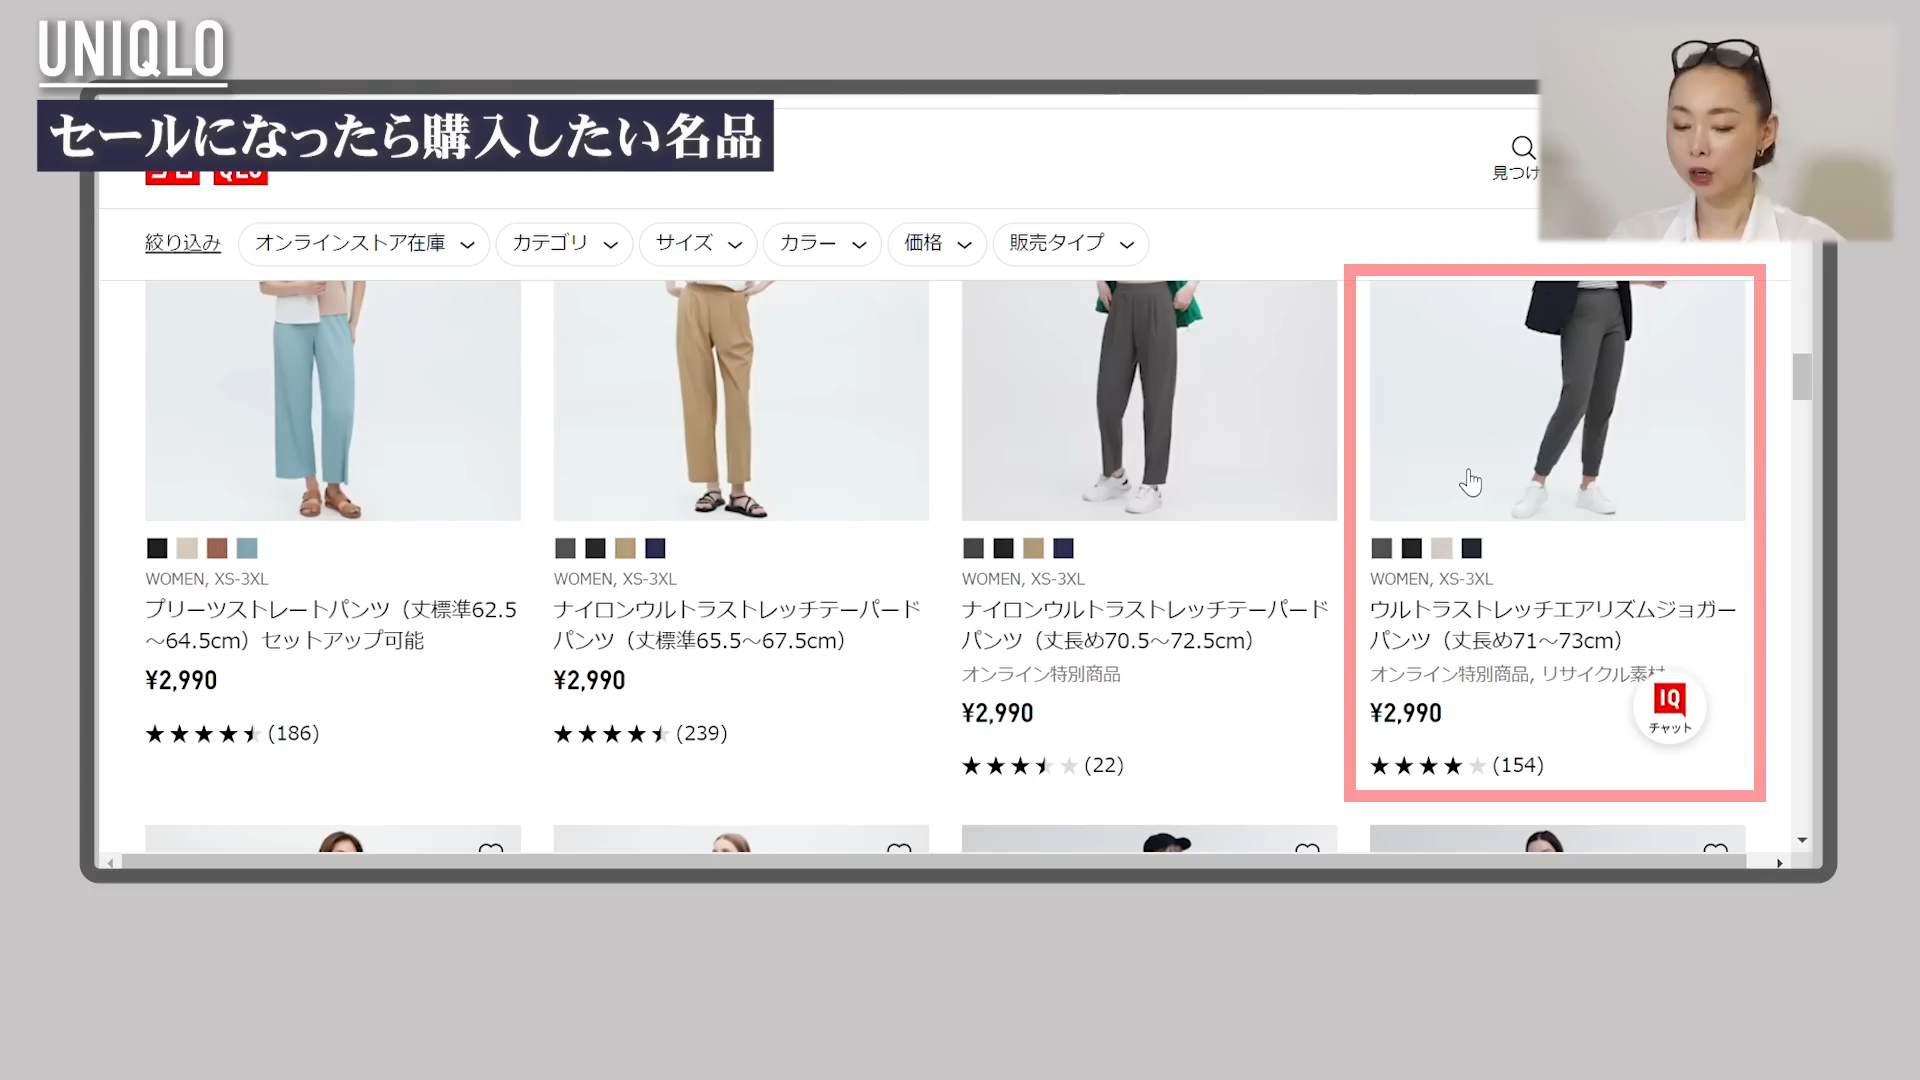 UNIQLO
セールになったら購入したい名品
見つけ
絞り込み
オンラインストア在庫
カテゴリ
サイズ
カラー
価格
販売タイプ
WOMEN, XS-3XL
プリーツストレートパンツ（丈標準62.5
～64.5cm）セットアップ可能
¥2,990
(186)
WOMEN, XS-3XL
ナイロンウルトラストレッチテーパード
パンツ（丈標準65.5～67.5cm）
¥2,990
(239)
WOMEN, XS-3XL
ナイロンウルトラストレッチテーパード
パンツ（丈長め70.5～72.5cm）
オンライン特別商品
¥2,990
(22)
WOMEN, XS-3XL
ウルトラストレッチエアリズムジョガー
パンツ（丈長め71～73cm）
オンライン特別商品, リサイクル素材
¥2,990
(154)
IQ
チャット